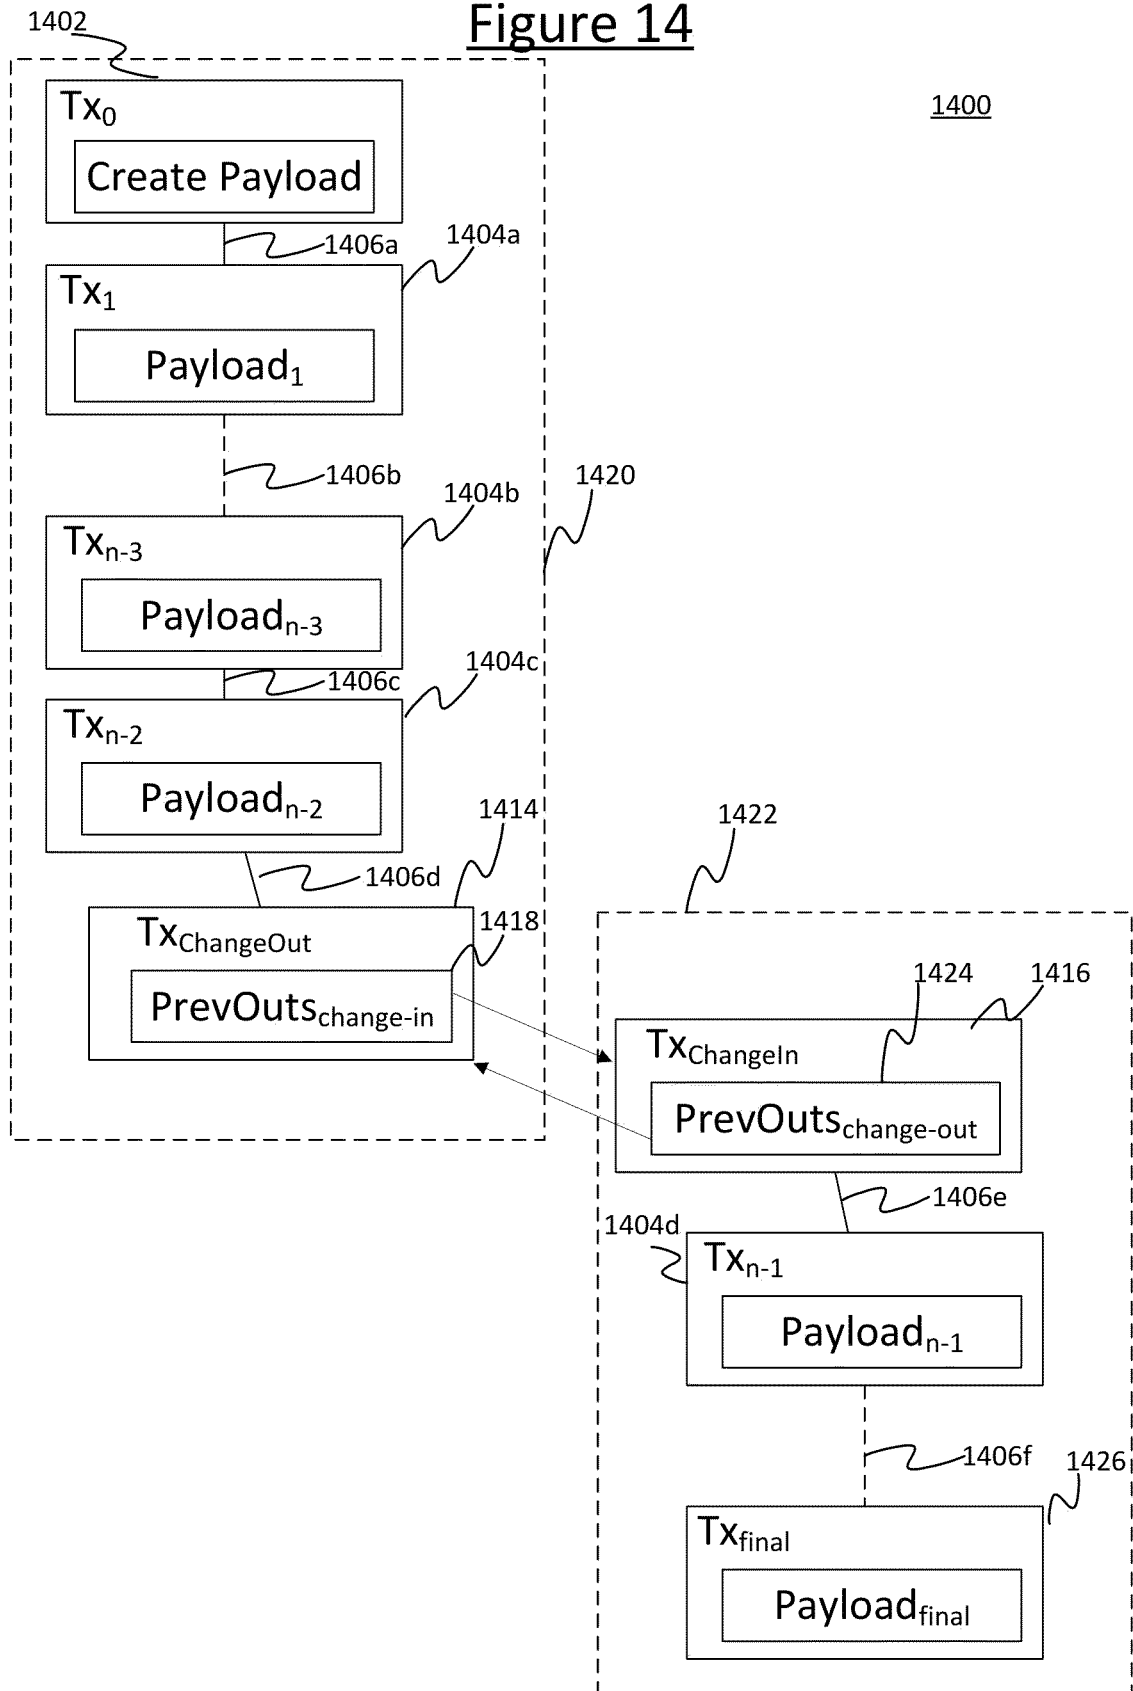 Figure 14
1402
1400
Tx0
Create Payload
1406a
1404a
Tx1
Payload1
1406b
1420
1404b
Txn-3
Payloadn-3
1406c
1404c
Txn-2
Payloadn-2
1414
1422
1406d
1418
TxChangeOut
PrevOutschange-in
1424
1416
TxChangeIn
PrevOutschange-out
1406e
1404d
Txn-1
Payloadn-1
1406f
1426
Txfinal
Payloadfinal